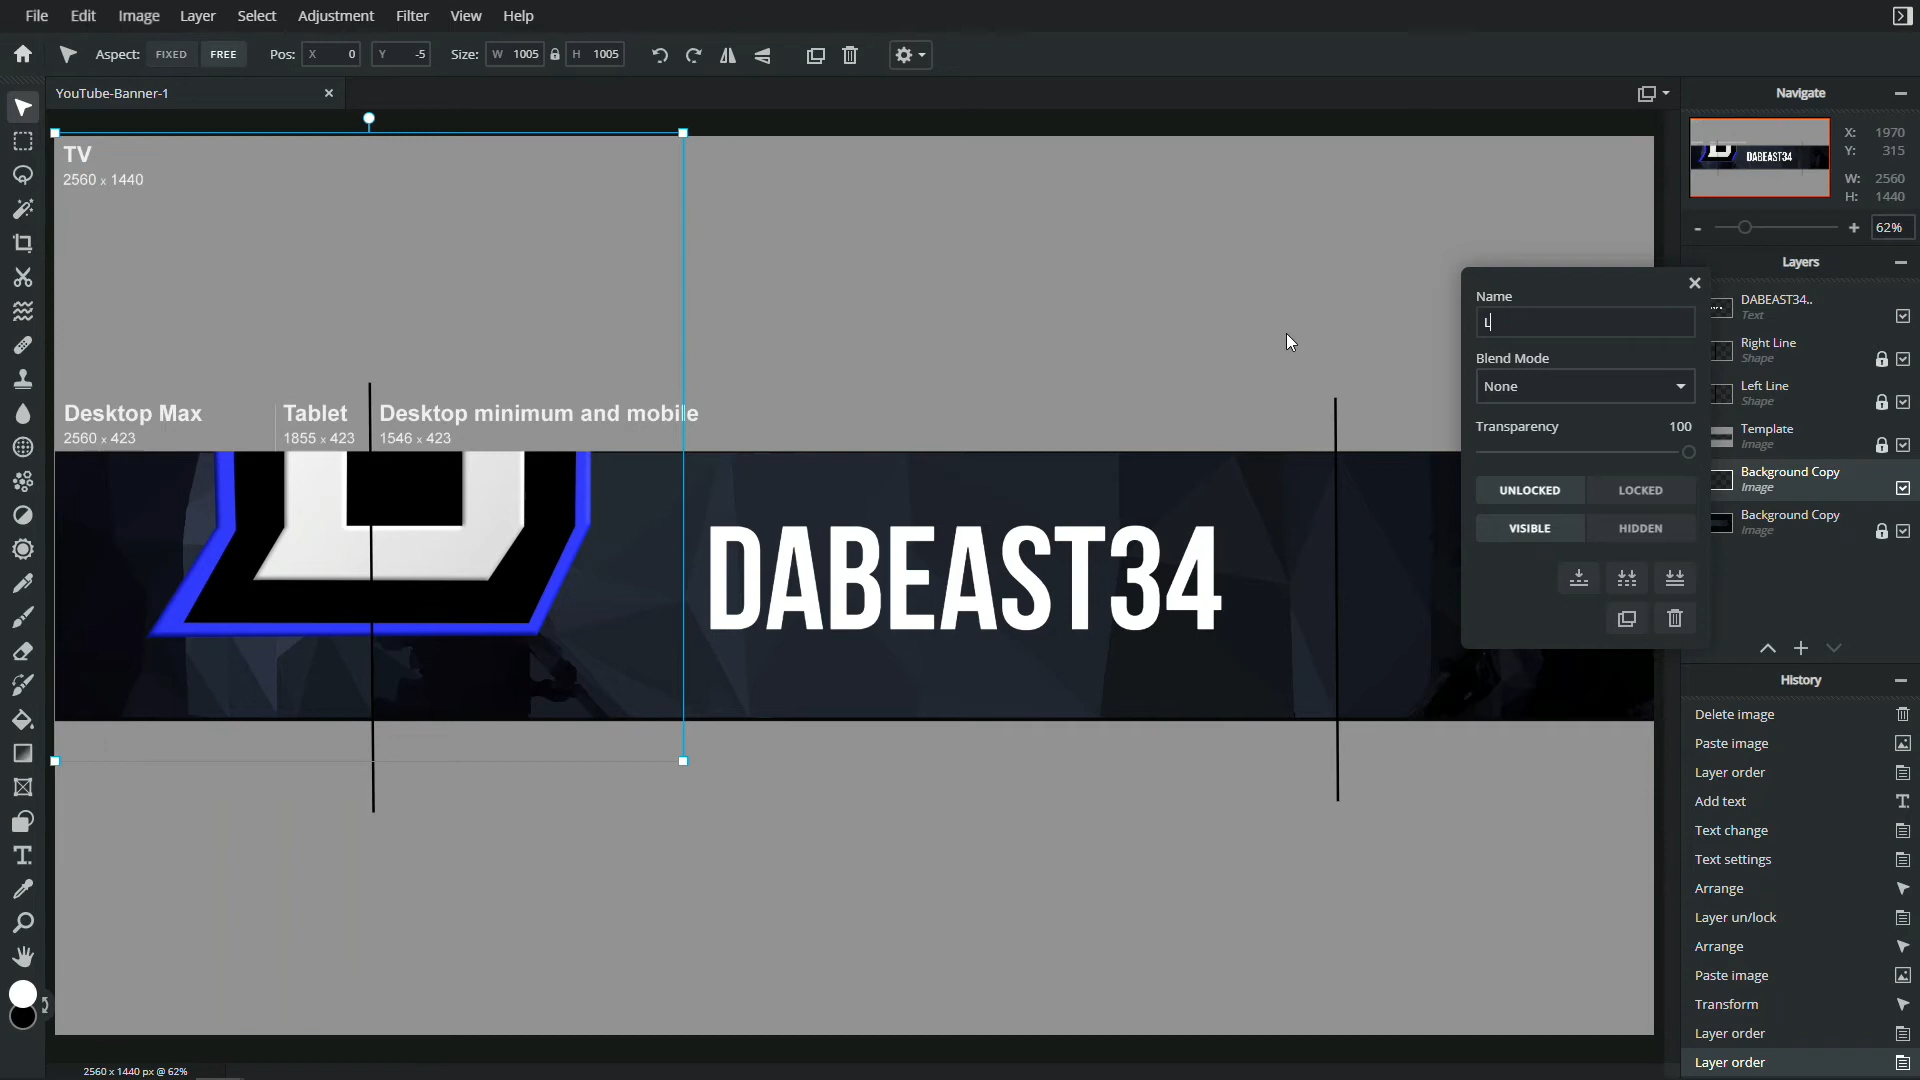 File Edit Image Layer Select Adjustment Filter View Help
Aspect: FIXED FREE Pos: X 0 Y -5 Size: W 1005 H 1005
YouTube-Banner-1
TV
2560 x 1440
Desktop Max
2560 x 423
Tablet
1855 x 423
Desktop minimum and mobile
1546 x 423
DABEAST34
Name
L
Blend Mode
None
Transparency 100
UNLOCKED LOCKED
VISIBLE HIDDEN
Navigate
DABEAST34
X: 1970
Y: 315
W: 2560
H: 1440
- + 62%
Layers
DABEAST34..
Text
Right Line
Shape
Left Line
Shape
Template
Image
Background Copy
Image
Background Copy
Image
History
Delete image
Paste image
Layer order
Add text
Text change
Text settings
Arrange
Layer un/lock
Arrange
Paste image
Transform
Layer order
Layer order
2560 x 1440 px @ 62%